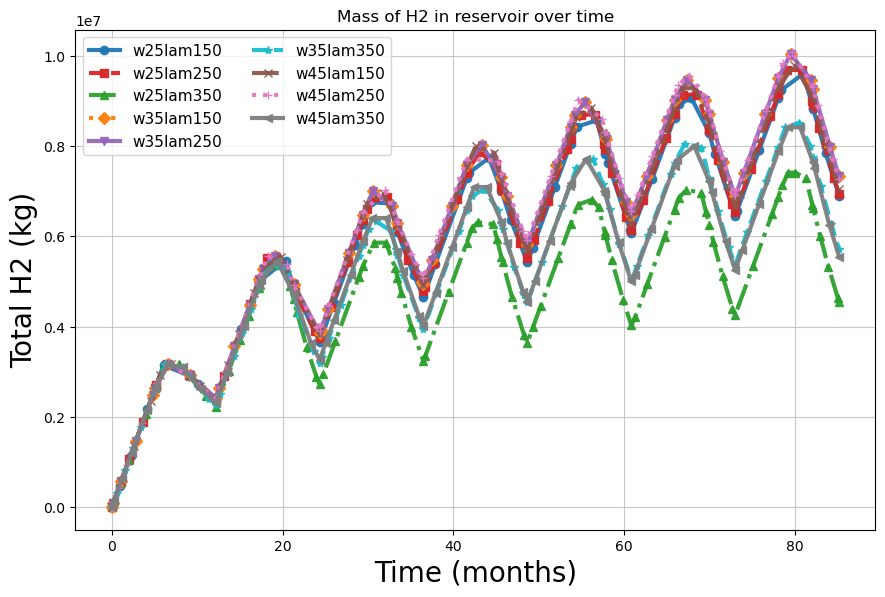 Mass of H2 in reservoir over time
1e7
w25lam150
w25lam250
w25lam350
w35lam150
w35lam250
w35lam350
w45lam150
w45lam250
w45lam350
Total H2 (kg)
1.0
0.8
0.6
0.4
0.2
0.0
0 20 40 60 80
Time (months)